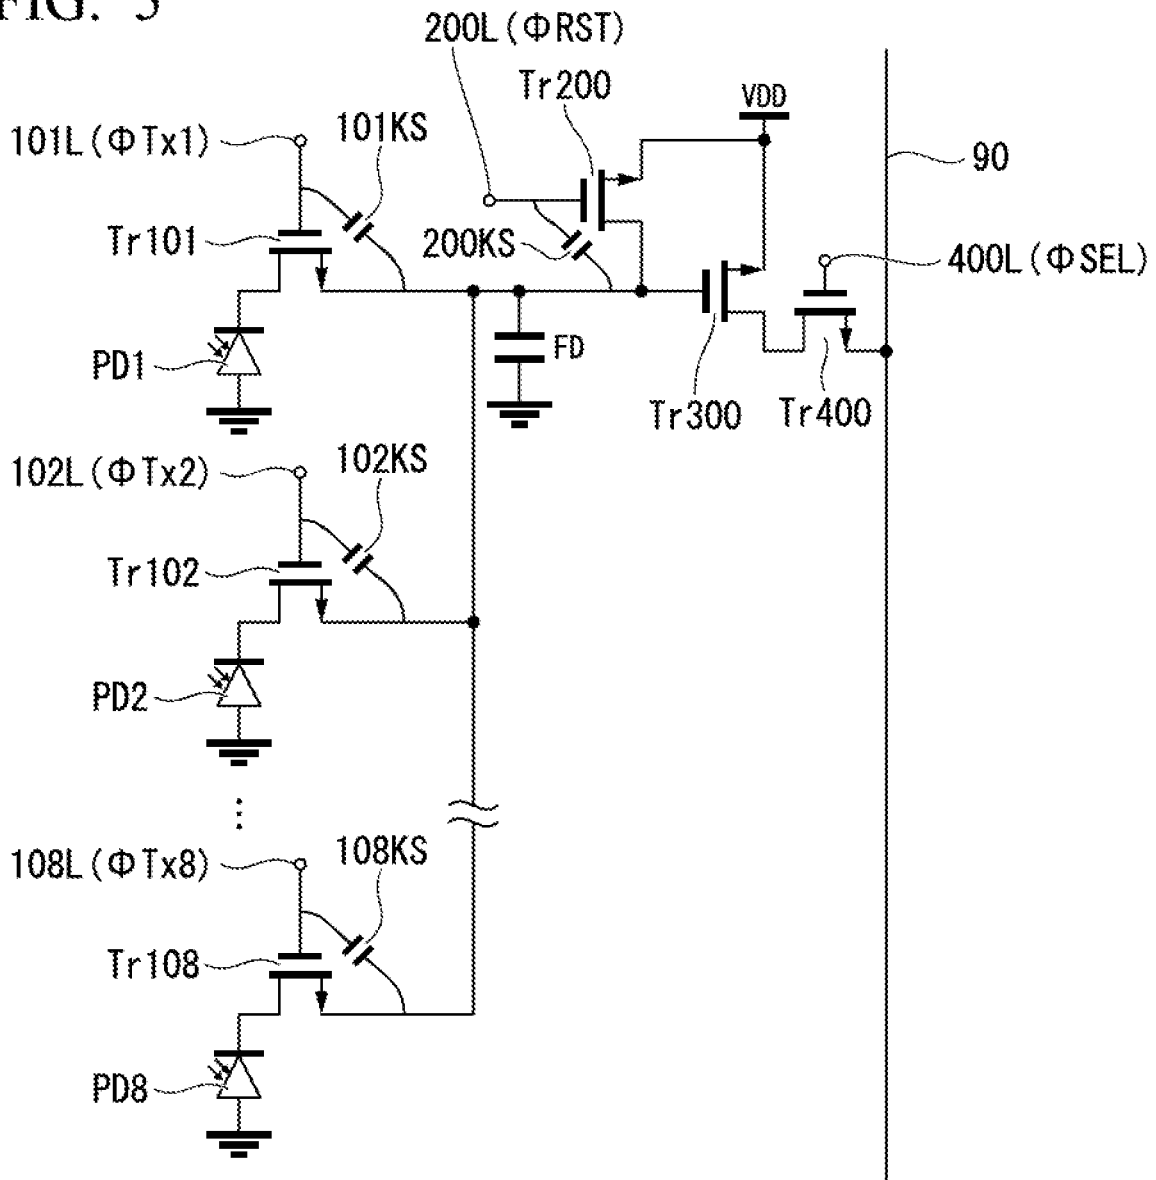 FIG. 5
200L(ΦRST)
Tr200
VDD
101L(ΦTx1)
101KS
90
Tr101
200KS
400L(ΦSEL)
FD
PD1
Tr300
Tr400
102L(ΦTx2)
102KS
Tr102
PD2
108L(ΦTx8)
108KS
Tr108
PD8